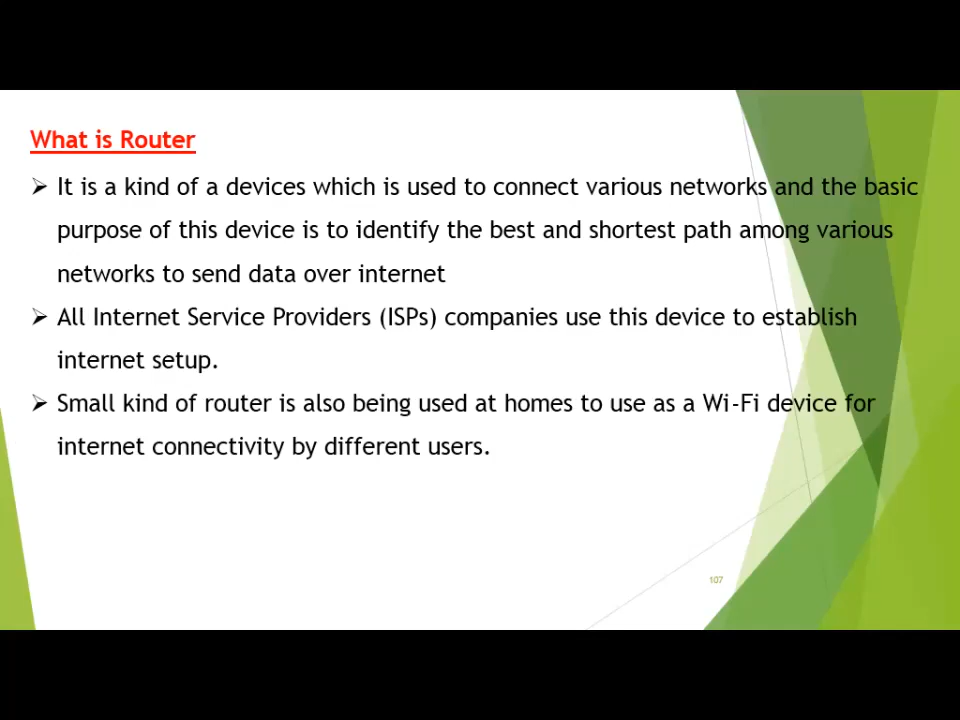 What is Router
➢ It is a kind of a devices which is used to connect various networks and the basic
purpose of this device is to identify the best and shortest path among various
networks to send data over internet
➢ All Internet Service Providers (ISPs) companies use this device to establish
internet setup.
➢ Small kind of router is also being used at homes to use as a Wi-Fi device for
internet connectivity by different users.
107